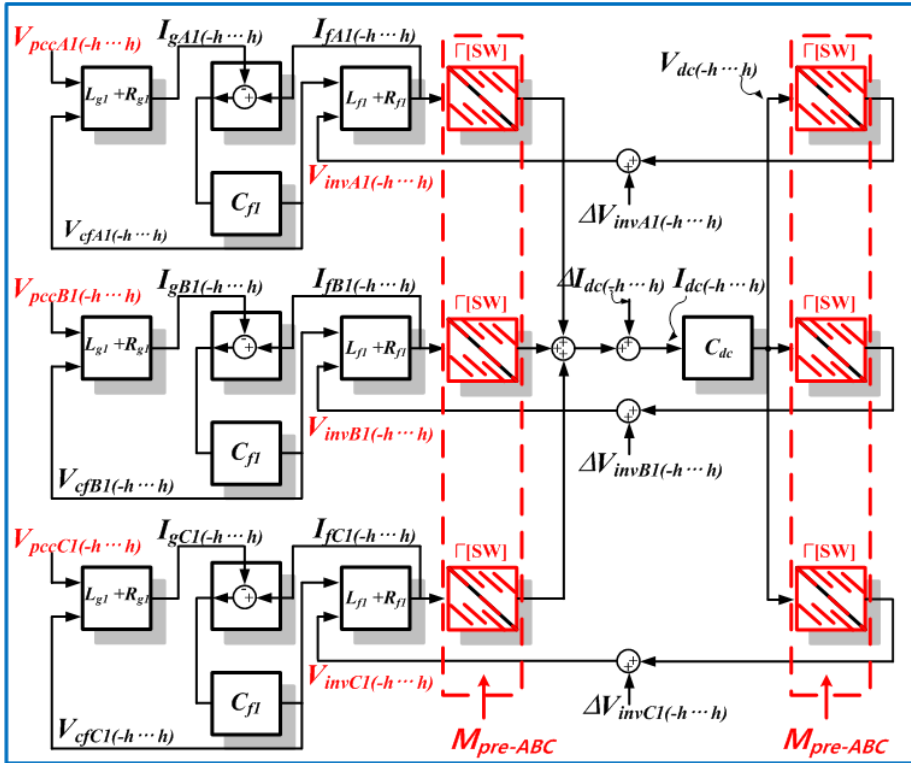 V_pccA1(-h⋯h) I_gA1(-h⋯h) I_fA1(-h⋯h) Γ[SW] Γ[SW]
V_dc(-h⋯h)
L_g1 +R_g1 - L_f1 +R_f1
V_invA1(-h⋯h) + +
C_f1
V_cfA1(-h⋯h) ΔV_invA1(-h⋯h)
V_pccB1(-h⋯h) I_gB1(-h⋯h) I_fB1(-h⋯h) ΔI_dc(-h⋯h) I_dc(-h⋯h)
Γ[SW] Γ[SW]
L_g1 +R_g1 - L_f1 +R_f1 + + + + + C_dc
V_invB1(-h⋯h) + +
C_f1
V_cfB1(-h⋯h) ΔV_invB1(-h⋯h)
V_pccC1(-h⋯h) I_gC1(-h⋯h) I_fC1(-h⋯h) Γ[SW] Γ[SW]
L_g1 +R_g1 - L_f1 +R_f1
V_invC1(-h⋯h) + +
C_f1
V_cfC1(-h⋯h) ΔV_invC1(-h⋯h)
M_pre-ABC M_pre-ABC